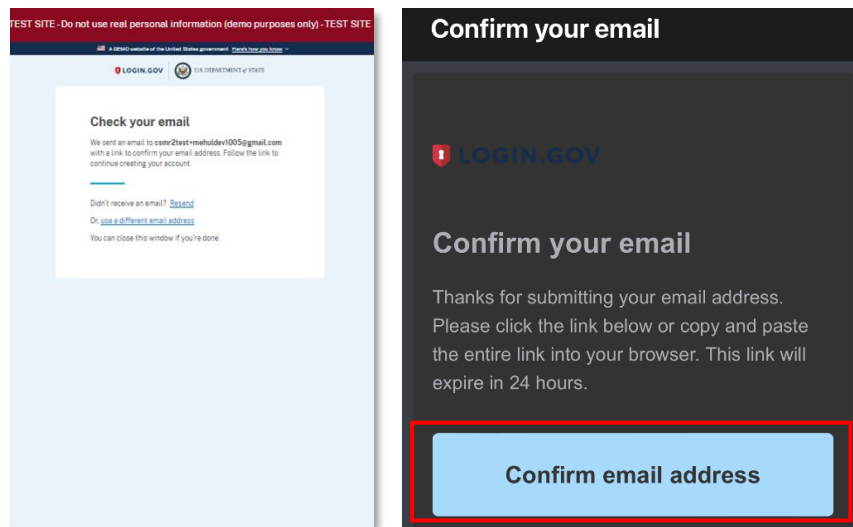 TEST SITE - Do not use real personal information (demo purposes only) - TEST SITE
A DEMO website of the United States government Here's how you know
LOGIN.GOV U.S. DEPARTMENT of STATE
Check your email
We sent an email to csmr2test+mehuldev1005@gmail.com
with a link to confirm your email address. Follow the link to
continue creating your account.
Didn't receive an email? Resend
Or, use a different email address
You can close this window if you're done.
Confirm your email
LOGIN.GOV
Confirm your email
Thanks for submitting your email address.
Please click the link below or copy and paste
the entire link into your browser. This link will
expire in 24 hours.
Confirm email address